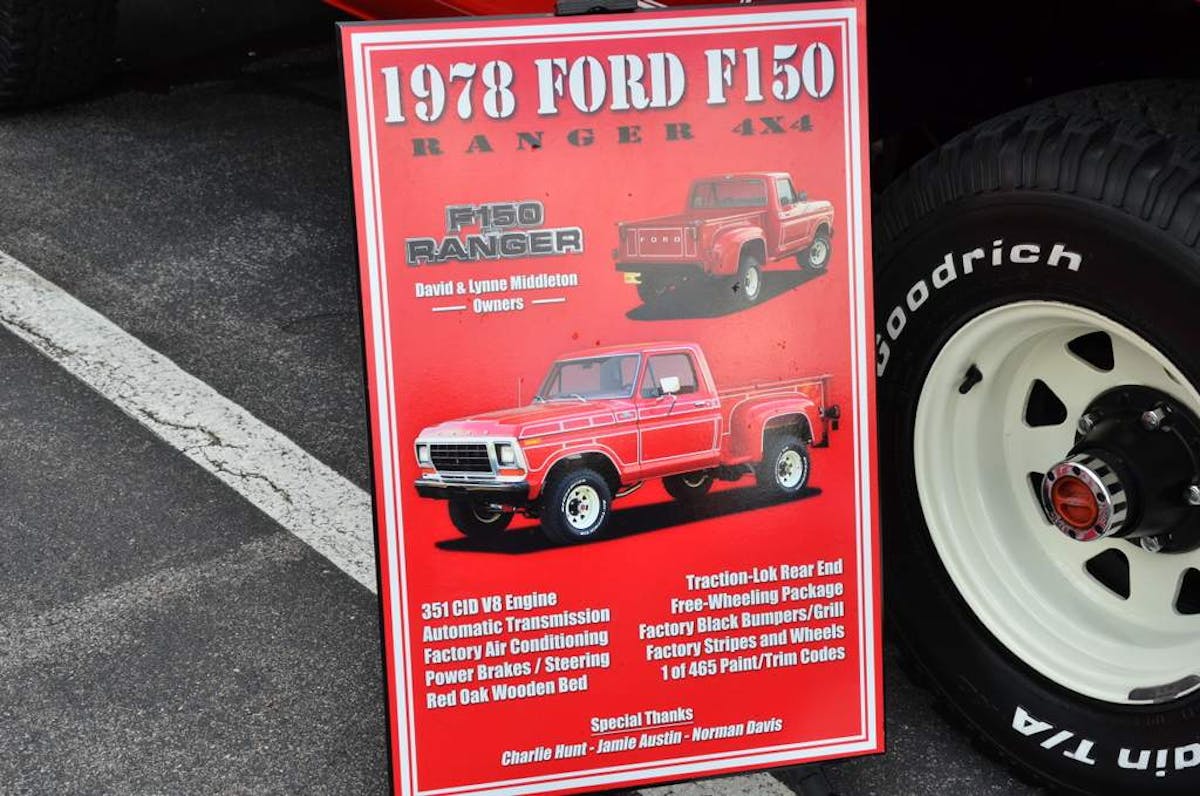 1978 FORD F150
RANGER 4X4
F150
RANGER
David & Lynne Middleton
Owners
FORD
351 CID V8 Engine
Automatic Transmission
Factory Air Conditioning
Power Brakes / Steering
Red Oak Wooden Bed
Traction-Lok Rear End
Free-Wheeling Package
Factory Black Bumpers/Grill
Factory Stripes and Wheels
1 of 465 Paint/Trim Codes
Special Thanks
Charlie Hunt - Jamie Austin - Norman Davis
Goodrich
ain T/A